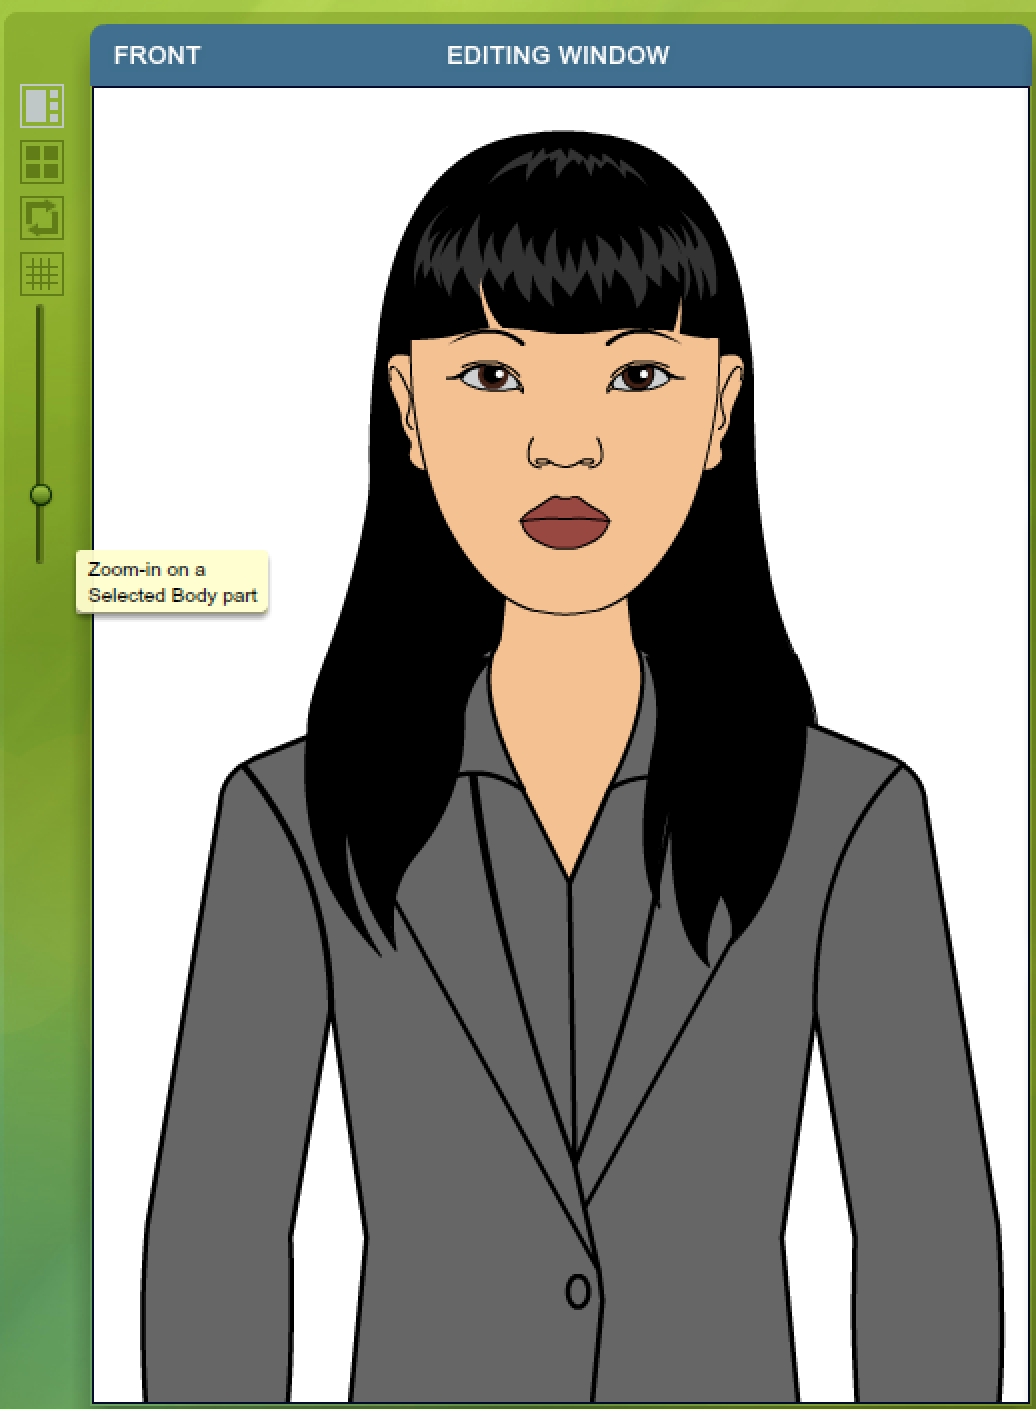 FRONT
EDITING WINDOW
Zoom-in on a
Selected Body part